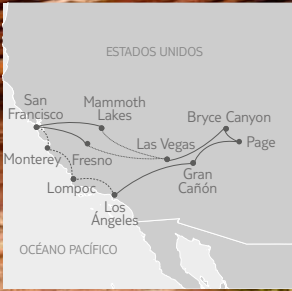 ESTADOS UNIDOS
San
Francisco
Mammoth
Lakes
Bryce Canyon
Las Vegas
Page
Monterey
Fresno
Gran
Cañón
Lompoc
Los
Ángeles
OCÉANO PACÍFICO